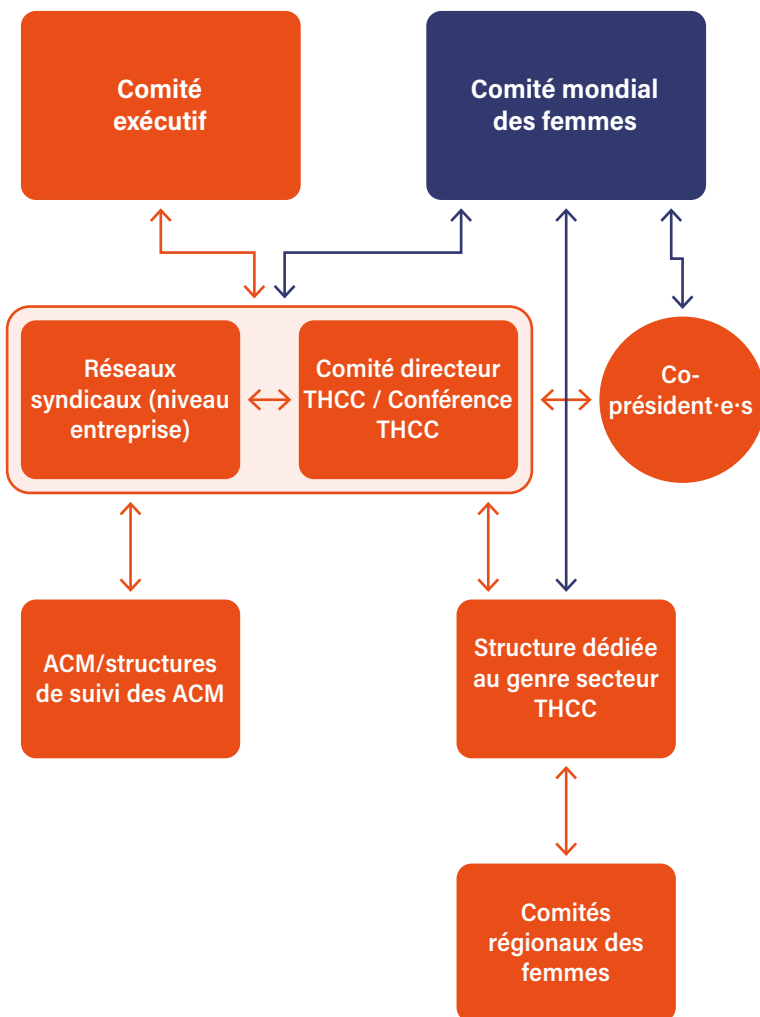 Comité
exécutif
Comité mondial
des femmes
Réseaux
syndicaux (niveau
entreprise)
Comité directeur
THCC / Conférence
THCC
Co-
président·e·s
ACM/structures
de suivi des ACM
Structure dédiée
au genre secteur
THCC
Comités
régionaux des
femmes